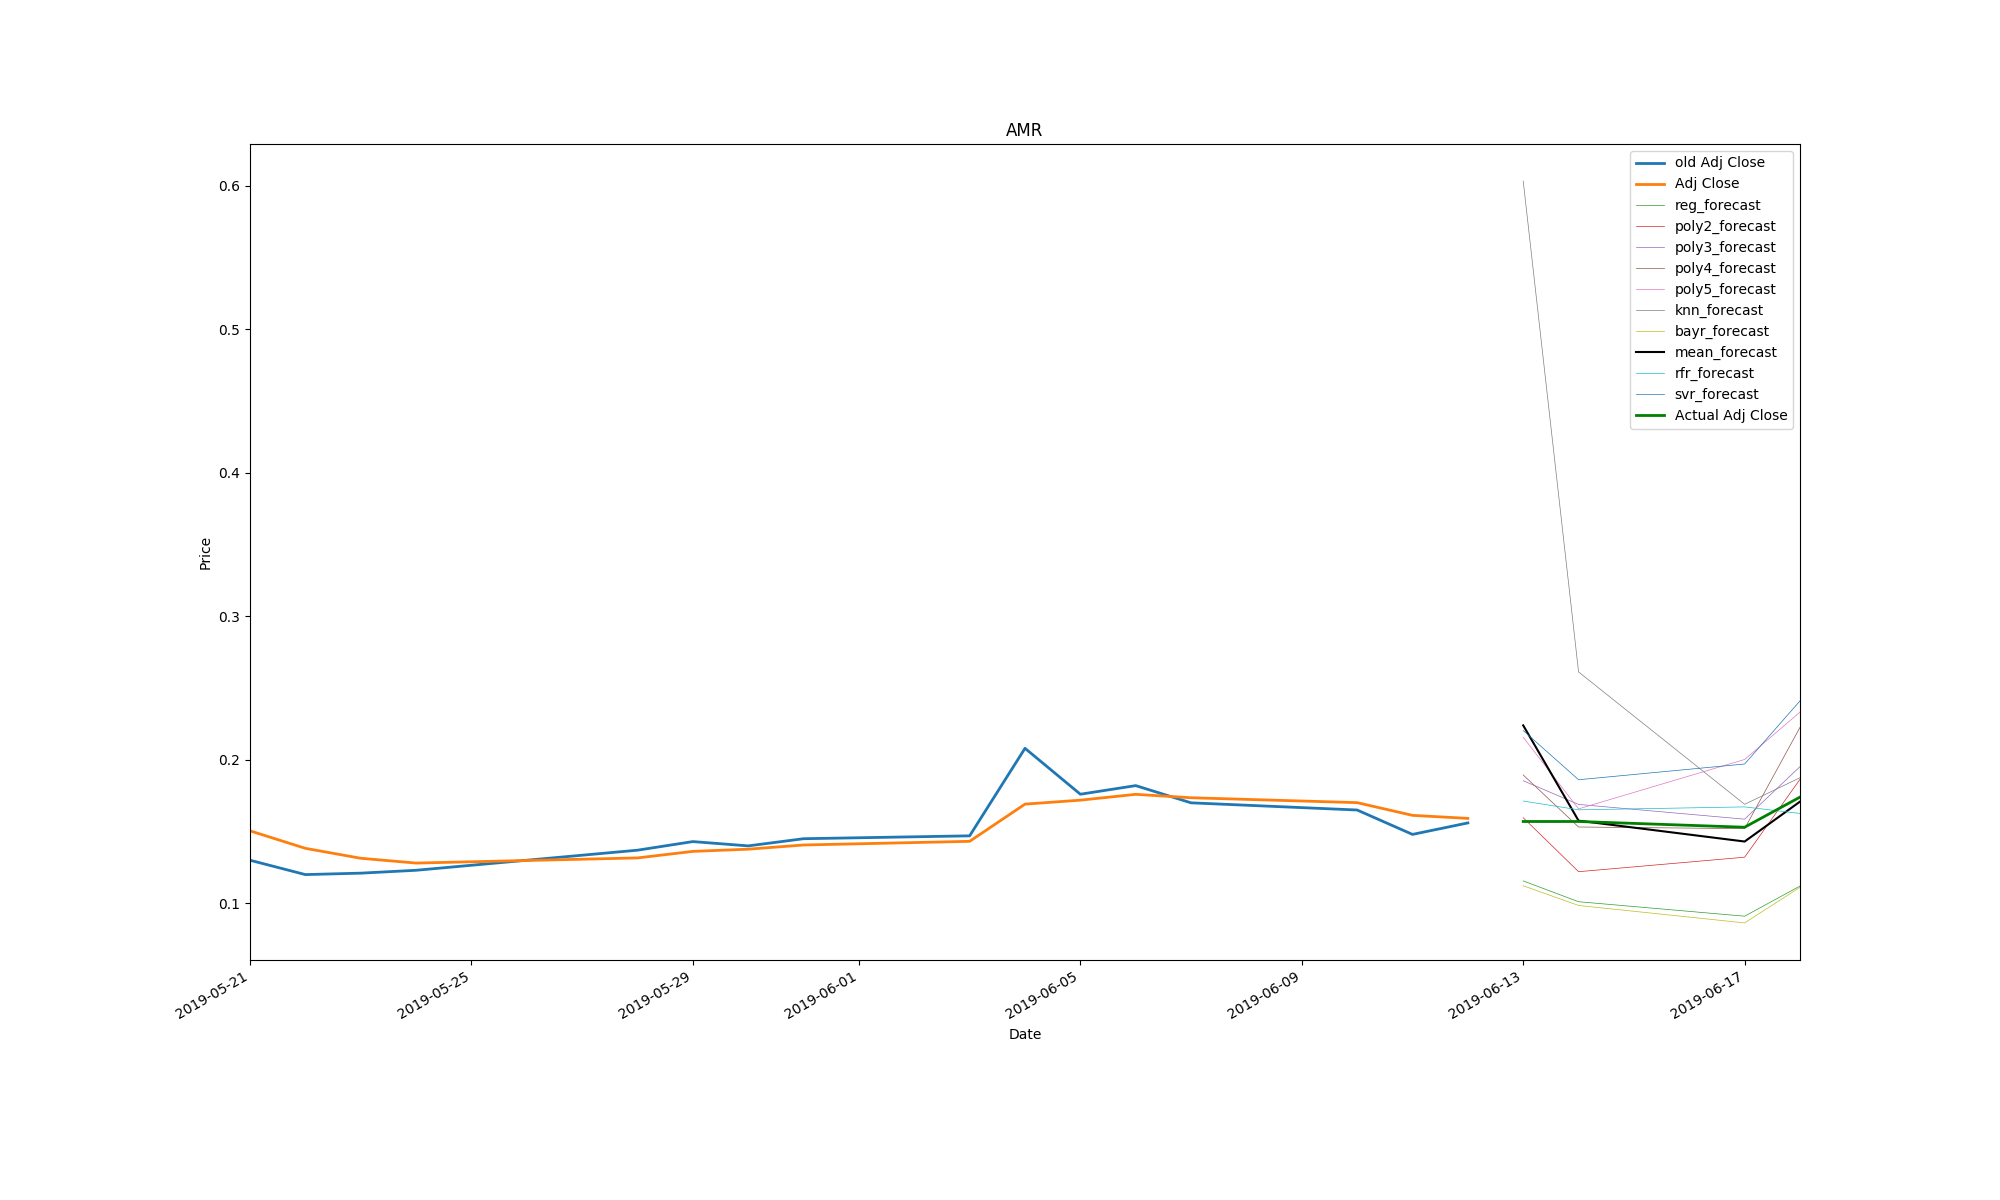 AMR
old Adj Close
Adj Close
reg_forecast
poly2_forecast
poly3_forecast
poly4_forecast
poly5_forecast
knn_forecast
bayr_forecast
mean_forecast
rfr_forecast
svr_forecast
Actual Adj Close
0.6
0.5
0.4
0.3
0.2
0.1
Price
2019-05-21
2019-05-25
2019-05-29
2019-06-01
2019-06-05
2019-06-09
2019-06-13
2019-06-17
Date